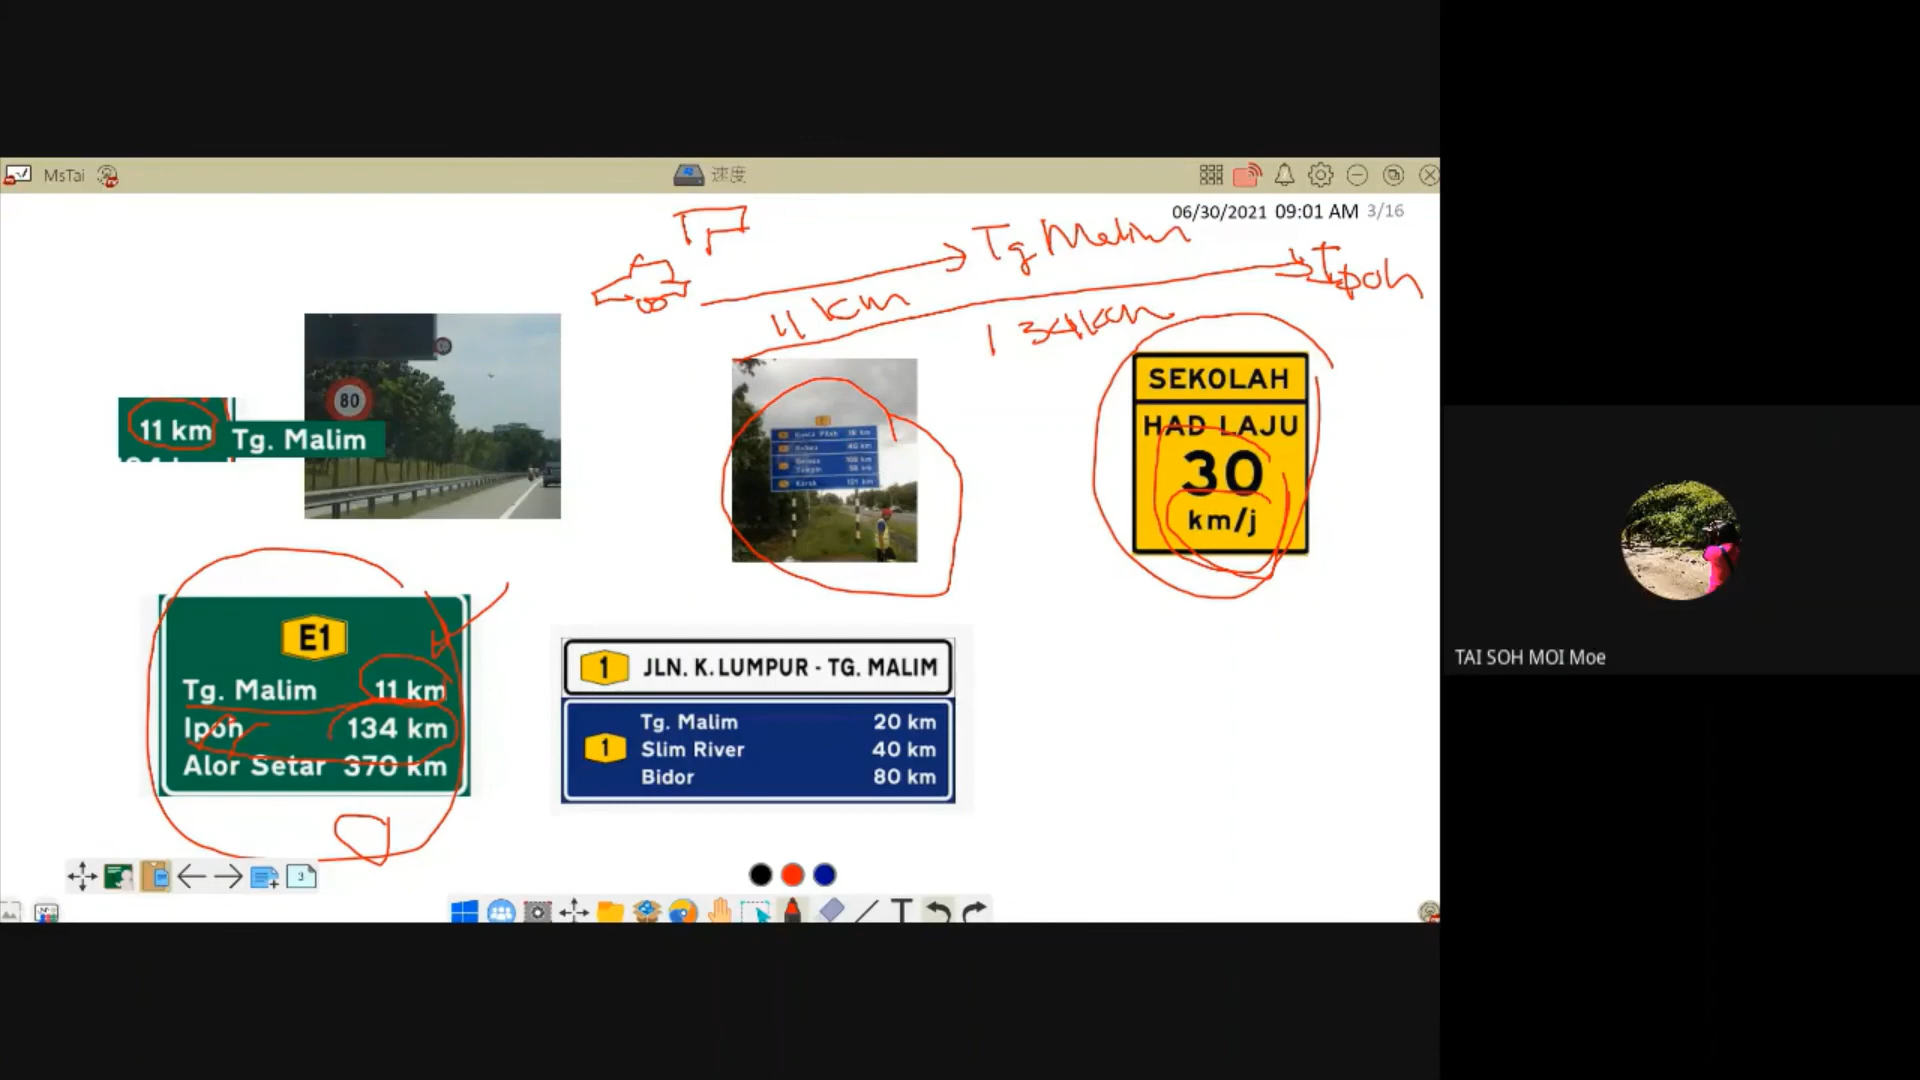 MsTai
速度
06/30/2021 09:01 AM 3/16
Tg Malim
Ipoh
11 km
134km
80
11 km
Tg. Malim
SEKOLAH
HAD LAJU
30
km/j
E1
Tg. Malim 11 km
Ipoh 134 km
Alor Setar 370 km
1 JLN. K.LUMPUR - TG. MALIM
Tg. Malim 20 km
1 Slim River 40 km
Bidor 80 km
TAI SOH MOI Moe
3
T